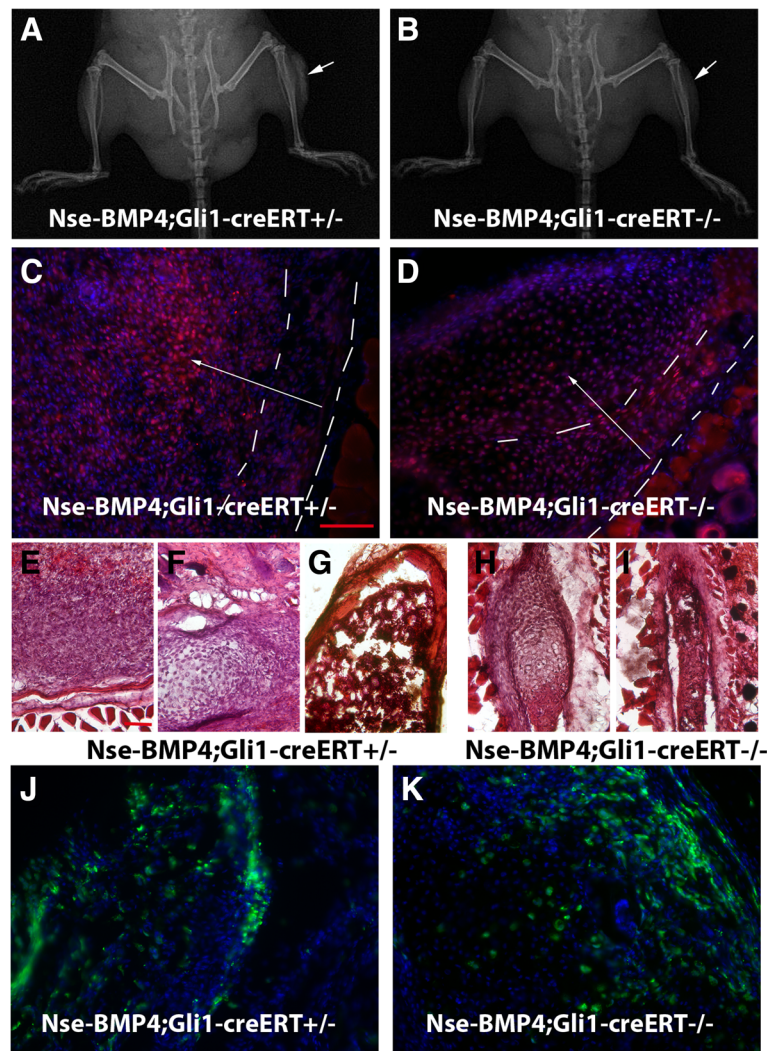 A
B
Nse-BMP4;Gli1-creERT+/-
Nse-BMP4;Gli1-creERT-/-
C
D
Nse-BMP4;Gli1-creERT+/-
Nse-BMP4;Gli1-creERT-/-
E
F
G
H
I
Nse-BMP4;Gli1-creERT+/-
Nse-BMP4;Gli1-creERT-/-
J
K
Nse-BMP4;Gli1-creERT+/-
Nse-BMP4;Gli1-creERT-/-